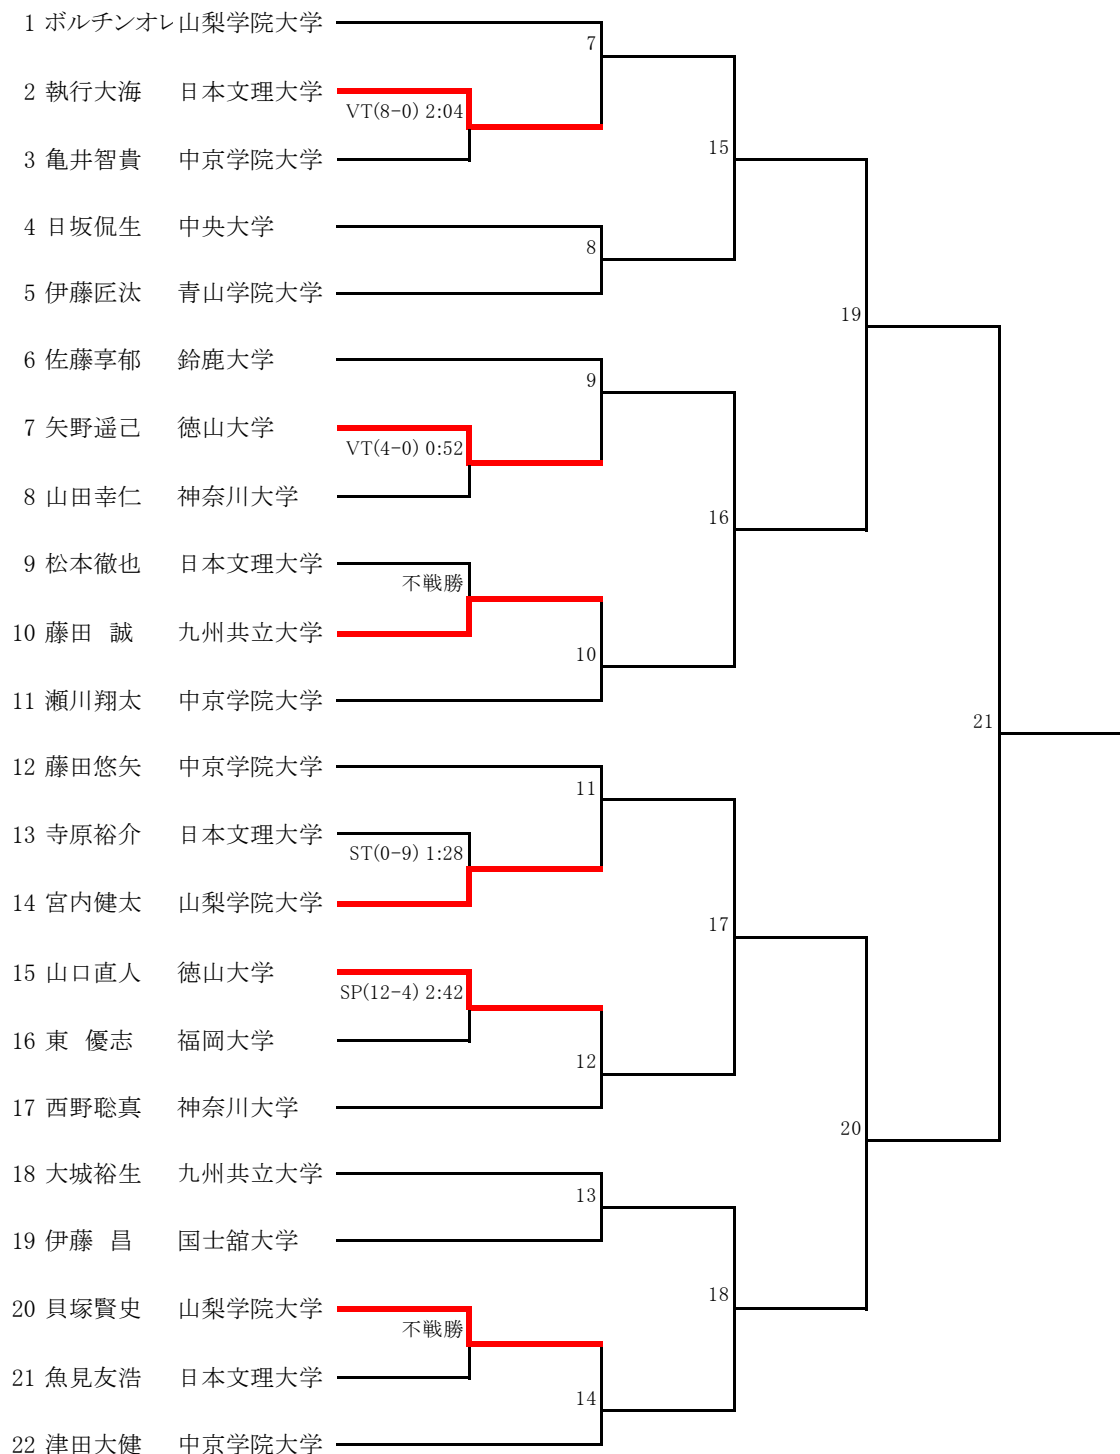 1 ボルチンオレ 山梨学院大学
7
2 執行大海 日本文理大学
VT(8-0) 2:04
15
3 亀井智貴 中京学院大学
4 日坂侃生 中央大学
8
5 伊藤匠汰 青山学院大学
19
6 佐藤享郁 鈴鹿大学
9
7 矢野遥己 徳山大学
VT(4-0) 0:52
8 山田幸仁 神奈川大学
16
9 松本徹也 日本文理大学
不戦勝
10 藤田 誠 九州共立大学
10
11 瀬川翔太 中京学院大学
21
12 藤田悠矢 中京学院大学
11
13 寺原裕介 日本文理大学
ST(0-9) 1:28
14 宮内健太 山梨学院大学
17
15 山口直人 徳山大学
SP(12-4) 2:42
16 東 優志 福岡大学
12
17 西野聡真 神奈川大学
20
18 大城裕生 九州共立大学
13
19 伊藤 昌 国士舘大学
18
20 貝塚賢史 山梨学院大学
不戦勝
21 魚見友浩 日本文理大学
14
22 津田大健 中京学院大学